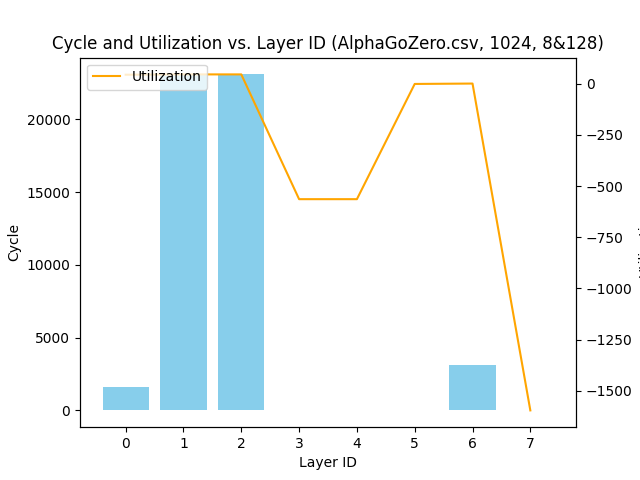 Cycle and Utilization vs. Layer ID (AlphaGoZero.csv, 1024, 8&128)
Utilization
20000
15000
10000
5000
0
Cycle
0
−250
−500
−750
−1000
−1250
−1500
0 1 2 3 4 5 6 7
Layer ID